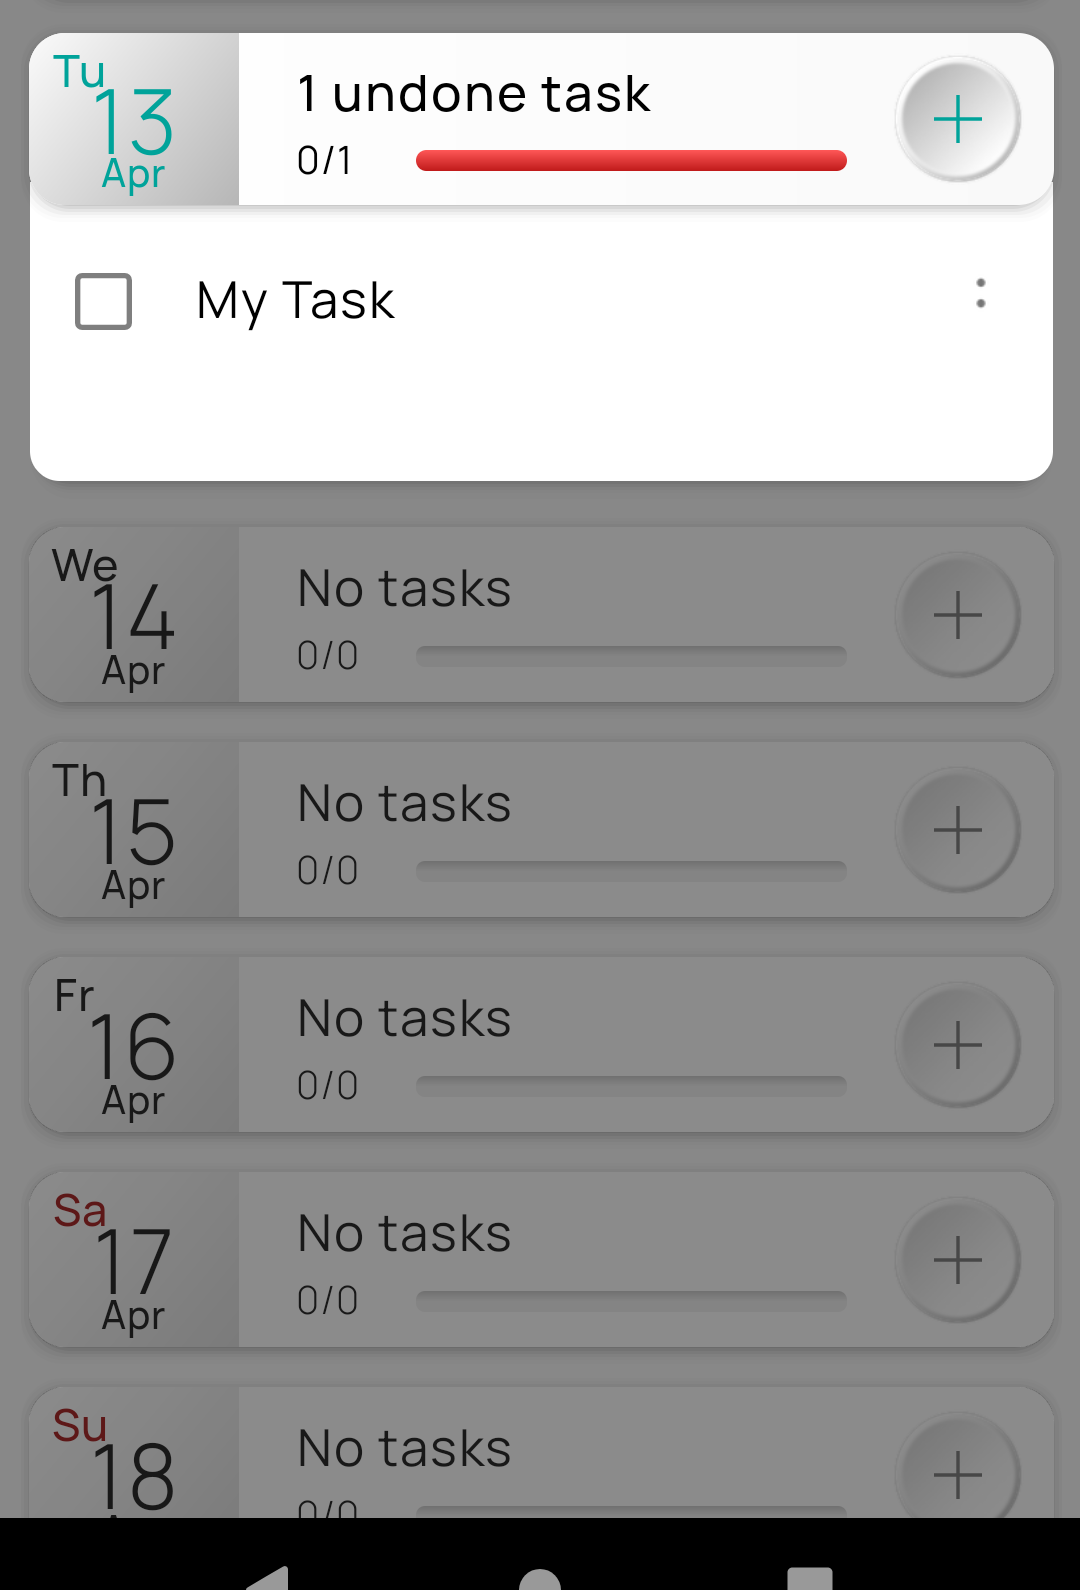 Tu
13
Apr
1 undone task
0/1
My Task
We
14
Apr
No tasks
0/0
Th
15
Apr
No tasks
0/0
Fr
16
Apr
No tasks
0/0
Sa
17
Apr
No tasks
0/0
Su
18
No tasks
0/0